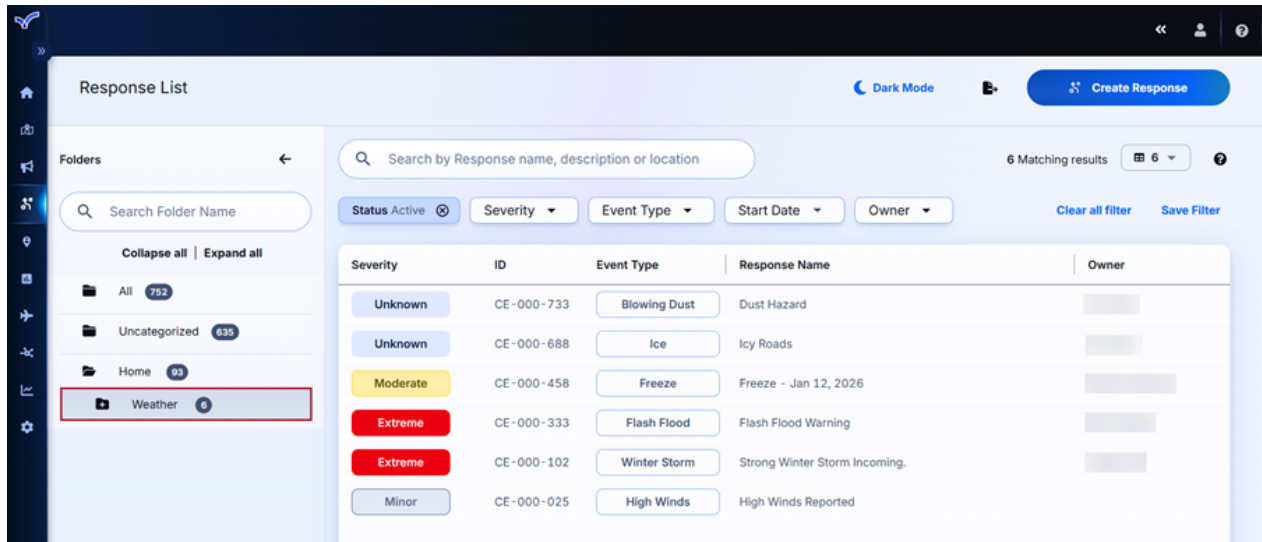 Response List
Dark Mode
Create Response
Folders
Search Folder Name
Collapse all | Expand all
All 752
Uncategorized 635
Home 93
Weather 6
Search by Response name, description or location
6 Matching results 6
Status Active Severity Event Type Start Date Owner Clear all filter Save Filter
Severity ID Event Type Response Name Owner
Unknown CE-000-733 Blowing Dust Dust Hazard
Unknown CE-000-688 Ice Icy Roads
Moderate CE-000-458 Freeze Freeze - Jan 12, 2026
Extreme CE-000-333 Flash Flood Flash Flood Warning
Extreme CE-000-102 Winter Storm Strong Winter Storm Incoming.
Minor CE-000-025 High Winds High Winds Reported